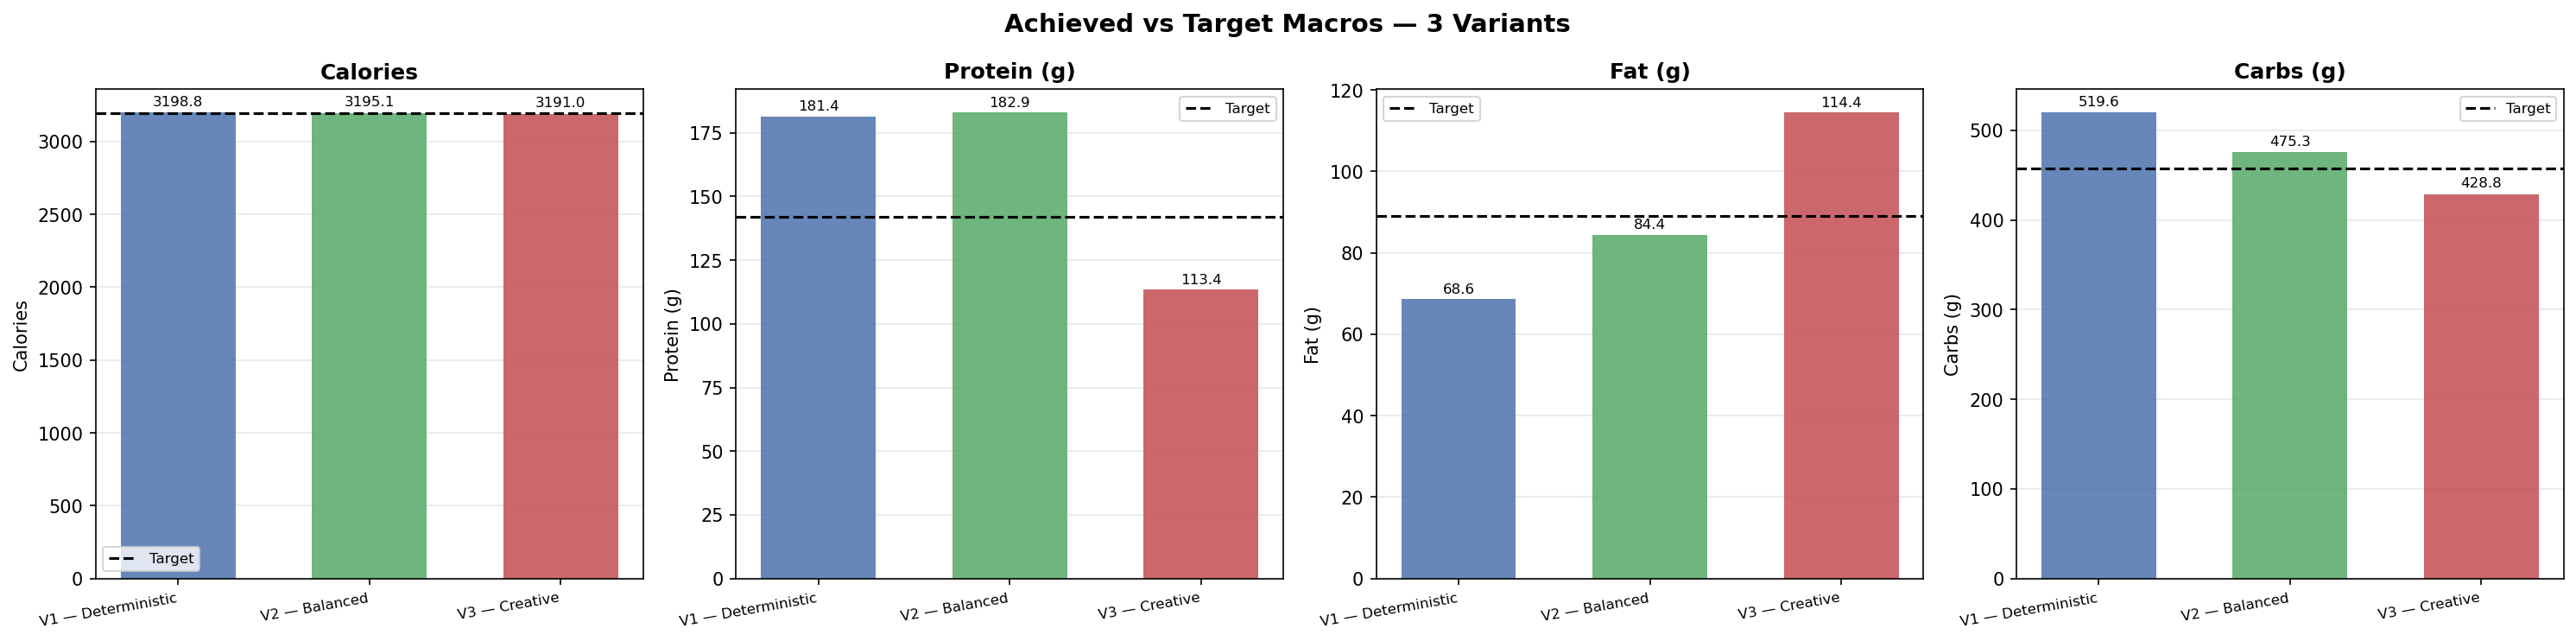 Achieved vs Target Macros — 3 Variants
Calories
Calories
3000
2500
2000
1500
1000
500
0
3198.8
3195.1
3191.0
Target
V1 — Deterministic
V2 — Balanced
V3 — Creative
Protein (g)
Protein (g)
175
150
125
100
75
50
25
0
181.4
182.9
113.4
Target
V1 — Deterministic
V2 — Balanced
V3 — Creative
Fat (g)
Fat (g)
120
100
80
60
40
20
0
68.6
84.4
114.4
Target
V1 — Deterministic
V2 — Balanced
V3 — Creative
Carbs (g)
Carbs (g)
500
400
300
200
100
0
519.6
475.3
428.8
Target
V1 — Deterministic
V2 — Balanced
V3 — Creative